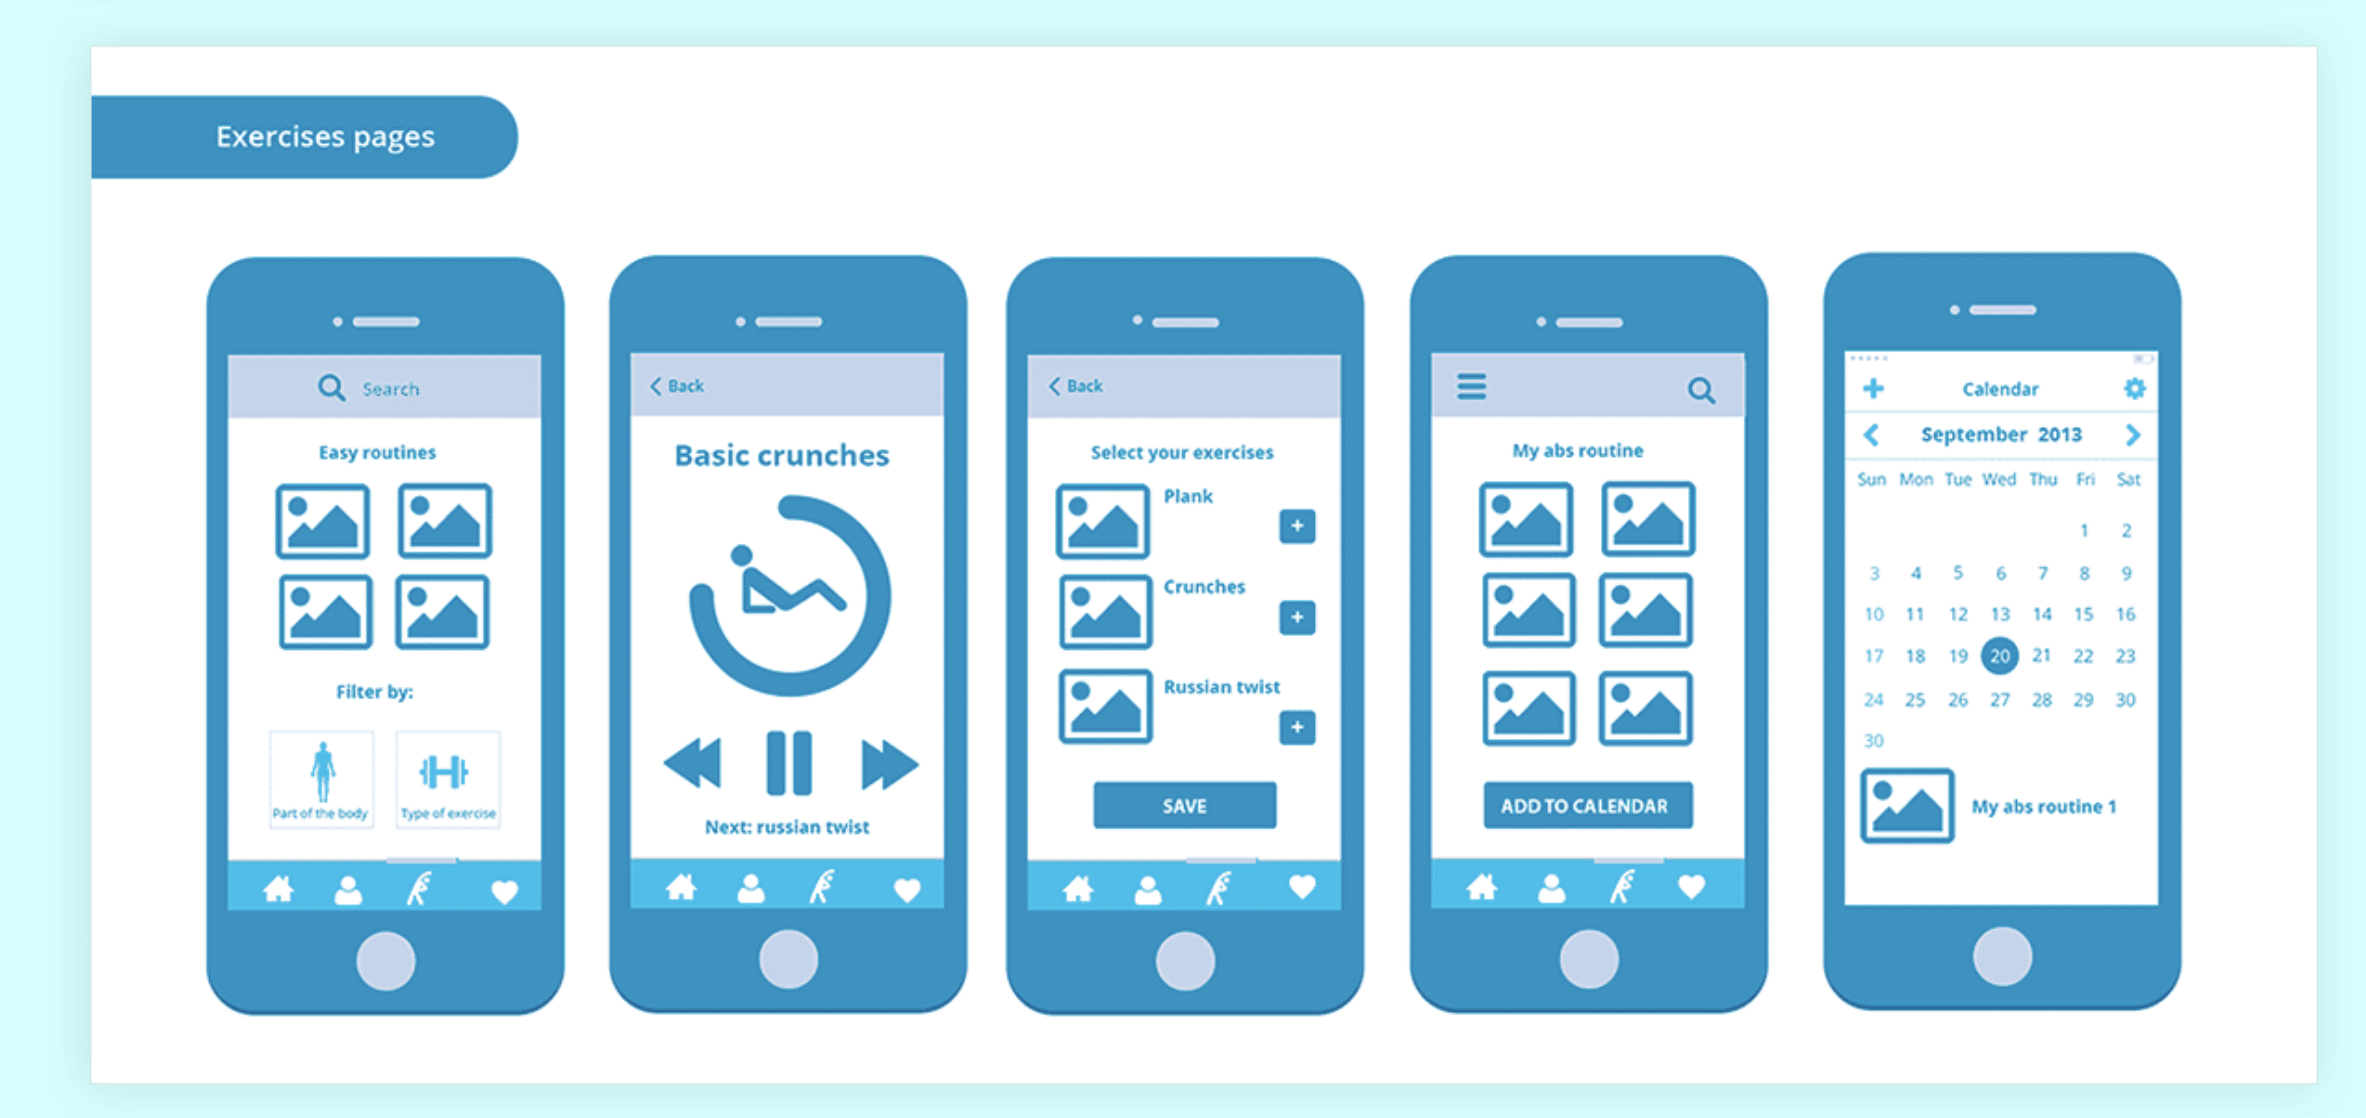 Exercises pages
Search
Easy routines
Filter by:
Part of the body
Type of exercise
Back
Basic crunches
Next: russian twist
Back
Select your exercises
Plank
+
Crunches
+
Russian twist
+
SAVE
My abs routine
ADD TO CALENDAR
Calendar
September 2013
Sun Mon Tue Wed Thu Fri Sat
1 2
3 4 5 6 7 8 9
10 11 12 13 14 15 16
17 18 19 20 21 22 23
24 25 26 27 28 29 30
30
My abs routine 1